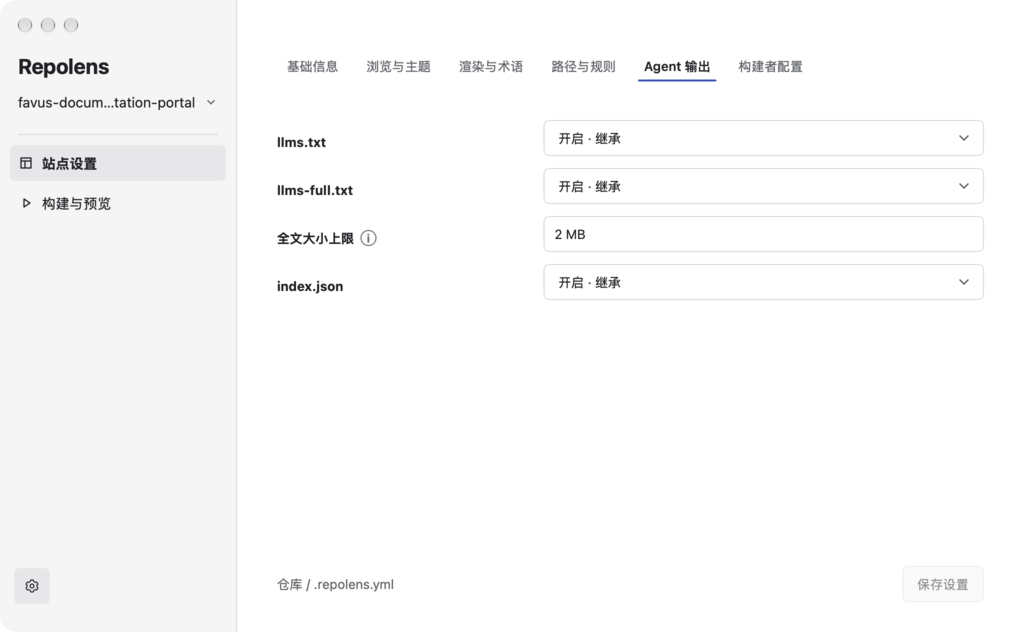 Repolens
favus-docum...tation-portal
站点设置
构建与预览
基础信息 浏览与主题 渲染与术语 路径与规则 Agent 输出 构建者配置
llms.txt 开启 · 继承
llms-full.txt 开启 · 继承
全文大小上限 2 MB
index.json 开启 · 继承
仓库 / .repolens.yml 保存设置